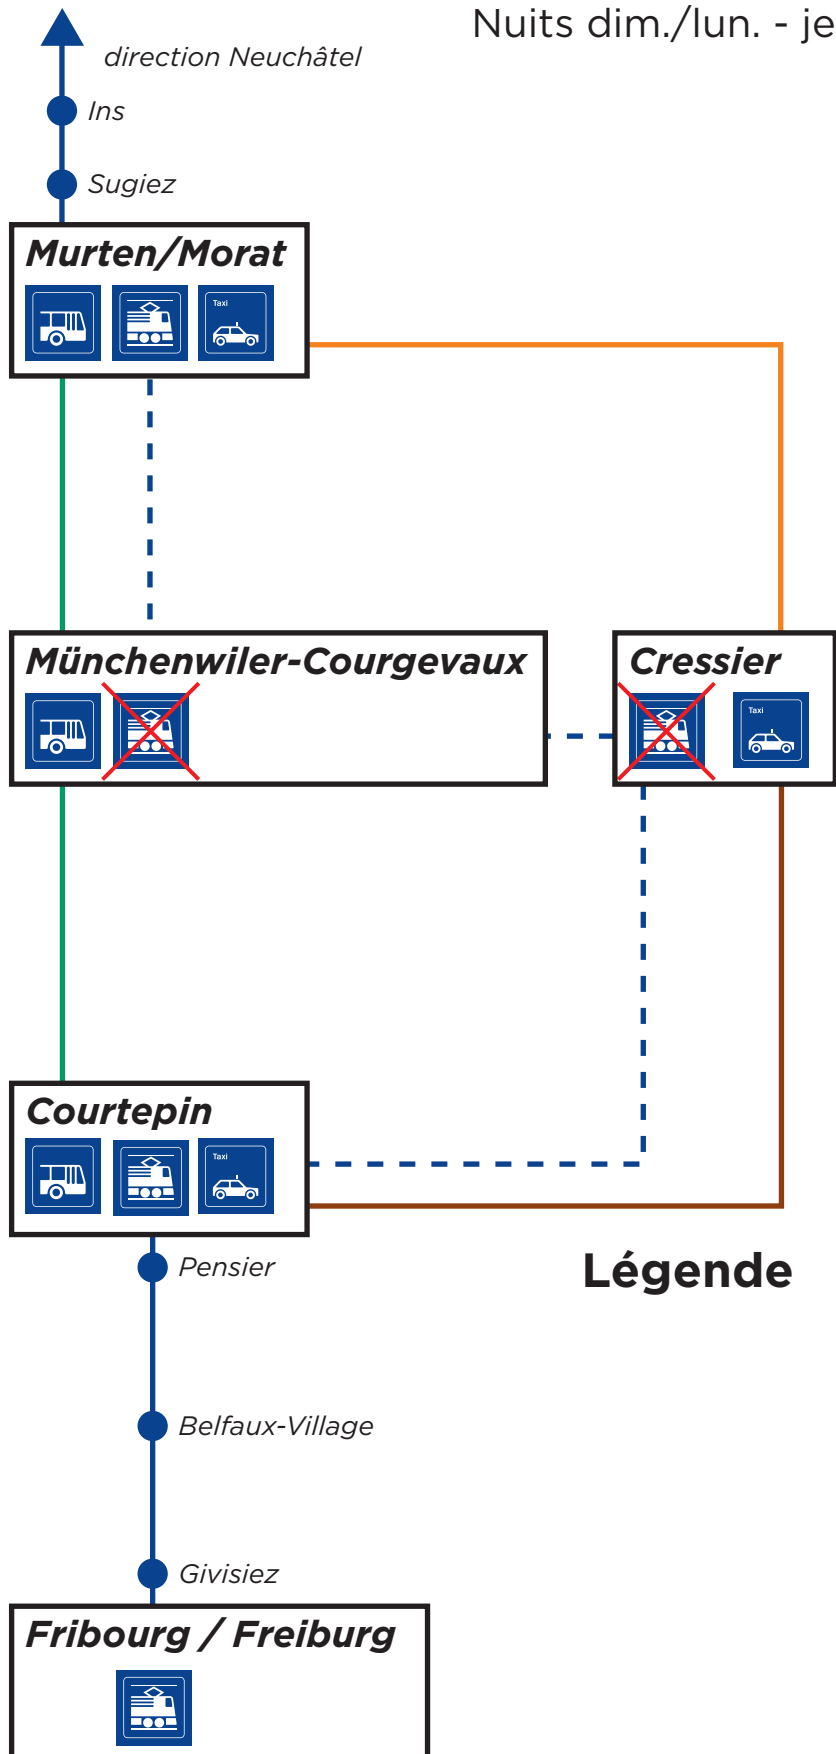 Nuits dim./lun. - je
direction Neuchâtel
Ins
Sugiez
Murten/Morat
Taxi
Münchenwiler-Courgevaux
Cressier
Taxi
Courtepin
Taxi
Pensier
Légende
Belfaux-Village
Givisiez
Fribourg / Freiburg